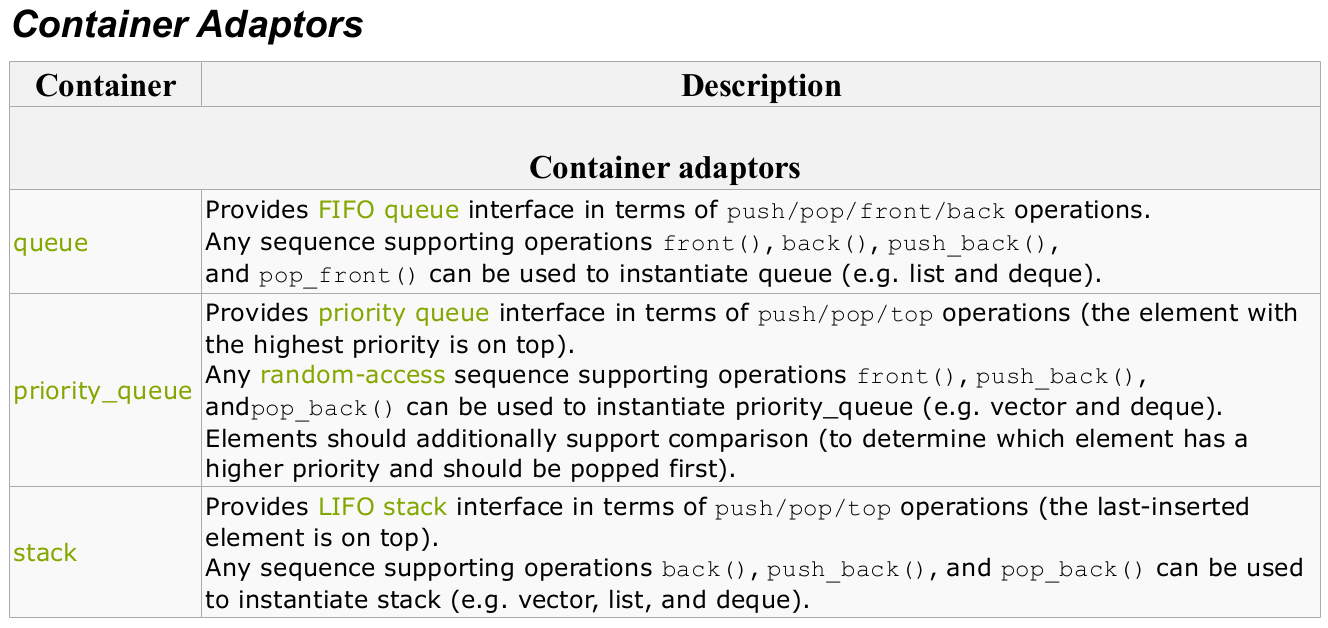 Container Adaptors
Container Description
Container adaptors
queue
Provides FIFO queue interface in terms of push/pop/front/back operations.
Any sequence supporting operations front(), back(), push_back(),
and pop_front() can be used to instantiate queue (e.g. list and deque).
priority_queue
Provides priority queue interface in terms of push/pop/top operations (the element with
the highest priority is on top).
Any random-access sequence supporting operations front(), push_back(),
andpop_back() can be used to instantiate priority_queue (e.g. vector and deque).
Elements should additionally support comparison (to determine which element has a
higher priority and should be popped first).
stack
Provides LIFO stack interface in terms of push/pop/top operations (the last-inserted
element is on top).
Any sequence supporting operations back(), push_back(), and pop_back() can be used
to instantiate stack (e.g. vector, list, and deque).